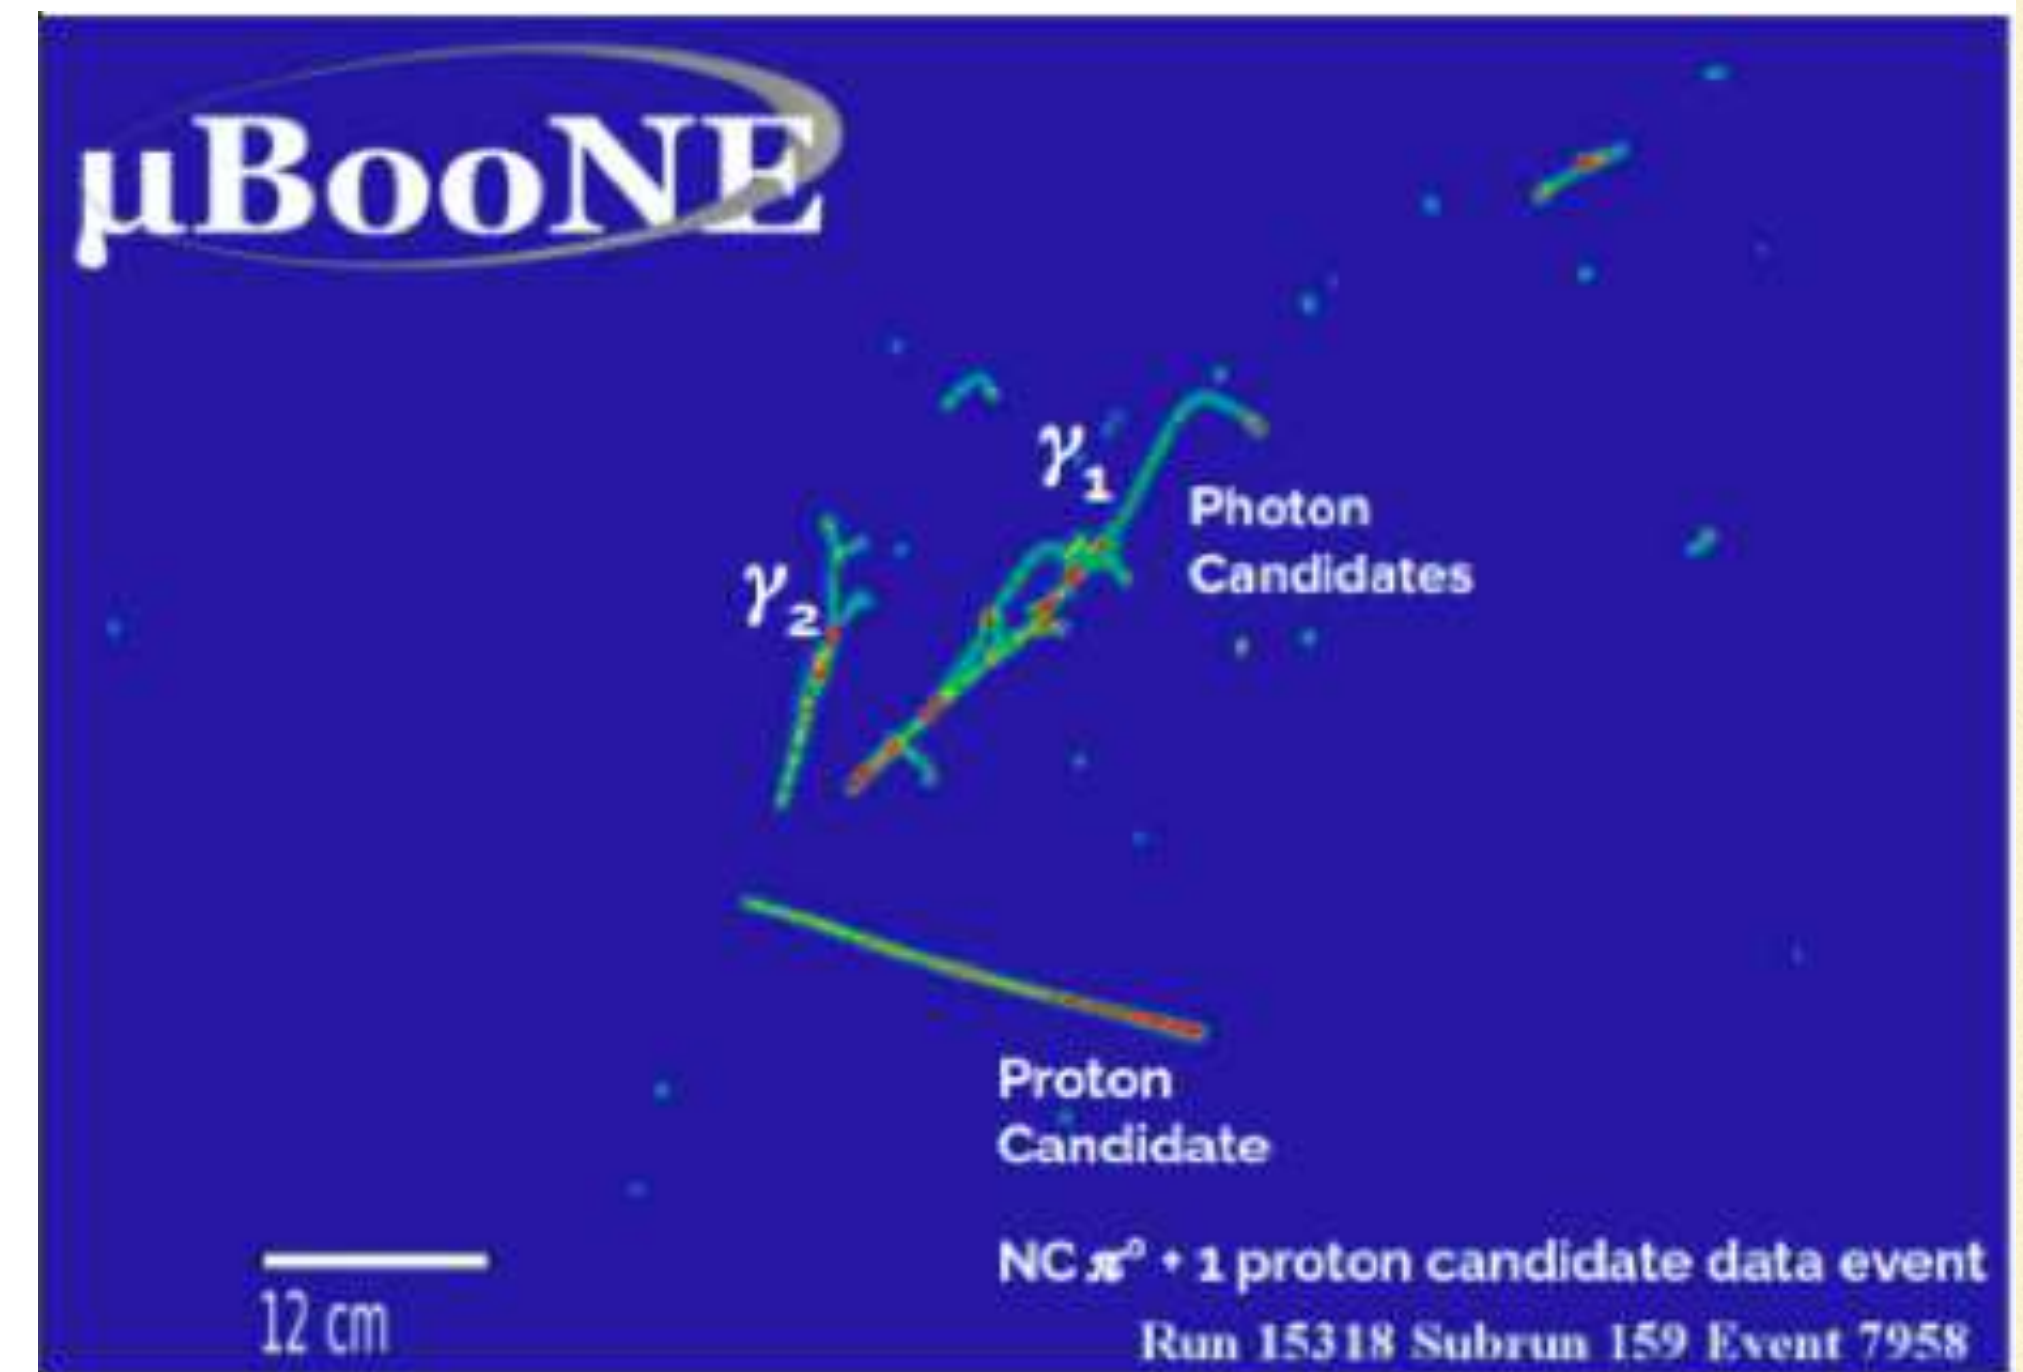 μBooNE
γ1
Photon
Candidates
γ2
Proton
Candidate
NC π⁰ + 1 proton candidate data event
12 cm
Run 15318 Subrun 159 Event 7958